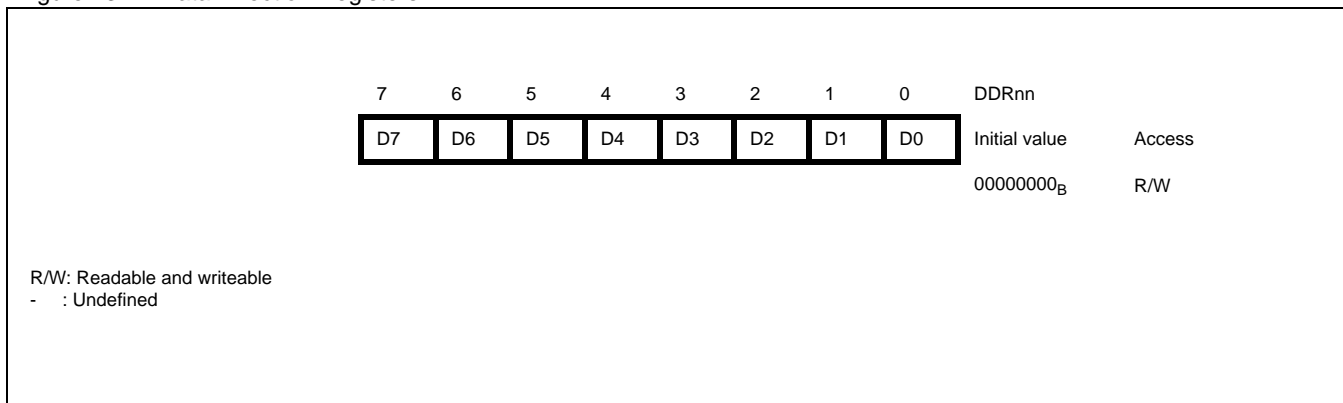 7 6 5 4 3 2 1 0 DDRnn
D7 D6 D5 D4 D3 D2 D1 D0 Initial value Access
00000000B R/W
R/W: Readable and writeable
- : Undefined